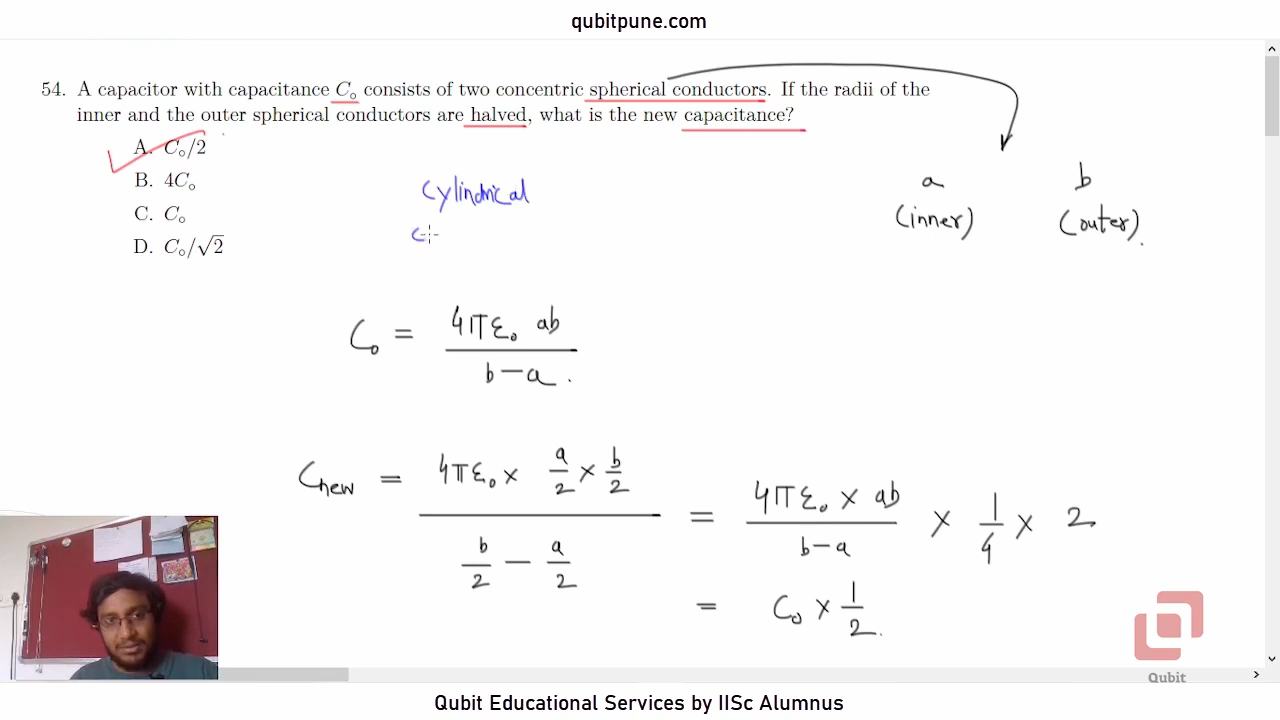 qubitpune.com
54. A capacitor with capacitance C₀ consists of two concentric spherical conductors. If the radii of the
inner and the outer spherical conductors are halved, what is the new capacitance?
A. C₀/2
B. 4C₀
C. C₀
D. C₀/√2
Cylindrical
C
a b
(inner) (outer).
C₀ = 4πε₀ ab / b-a.
Cnew = 4πε₀ × a/2 × b/2 / b/2 - a/2 = 4πε₀ × ab / b-a × 1/4 × 2
= C₀ × 1/2.
Qubit
Qubit Educational Services by IISc Alumnus